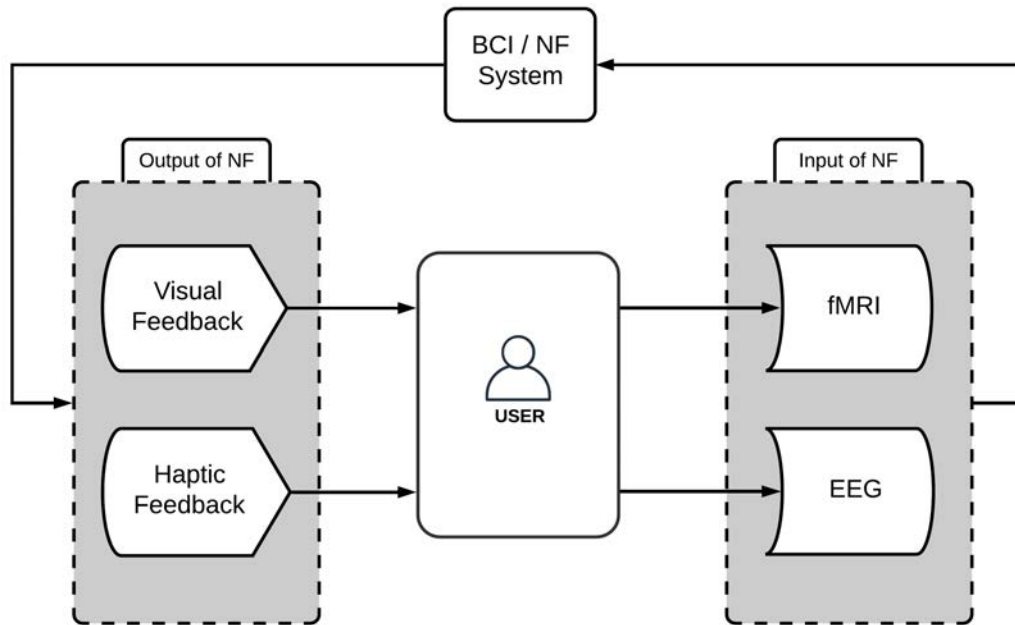 BCI / NF
System
Output of NF
Input of NF
Visual
Feedback
fMRI
USER
Haptic
Feedback
EEG